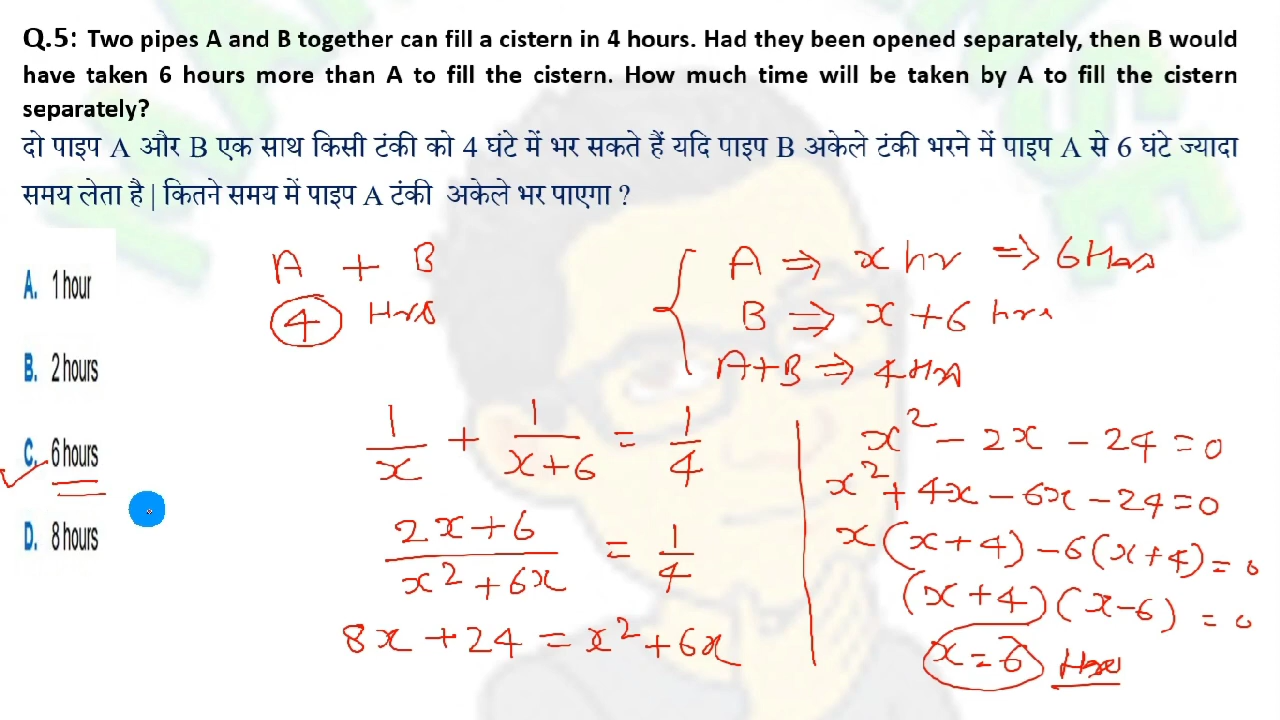 Q.5: Two pipes A and B together can fill a cistern in 4 hours. Had they been opened separately, then B would
have taken 6 hours more than A to fill the cistern. How much time will be taken by A to fill the cistern
separately?
दो पाइप A और B एक साथ किसी टंकी को 4 घंटे में भर सकते हैं यदि पाइप B अकेले टंकी भरने में पाइप A से 6 घंटे ज्यादा
समय लेता है | कितने समय में पाइप A टंकी अकेले भर पाएगा ?
A. 1 hour
B. 2 hours
C. 6 hours
D. 8 hours
A + B
4 Hrs
1/x + 1/(x+6) = 1/4
(2x+6)/(x²+6x) = 1/4
8x + 24 = x² + 6x
A ⇒ x hr ⇒ 6 Hrs
B ⇒ x + 6 hrs
A+B ⇒ 4 Hrs
x² - 2x - 24 = 0
x² + 4x - 6x - 24 = 0
x(x+4) - 6(x+4) = 0
(x+4)(x-6) = 0
x = 6 Hrs